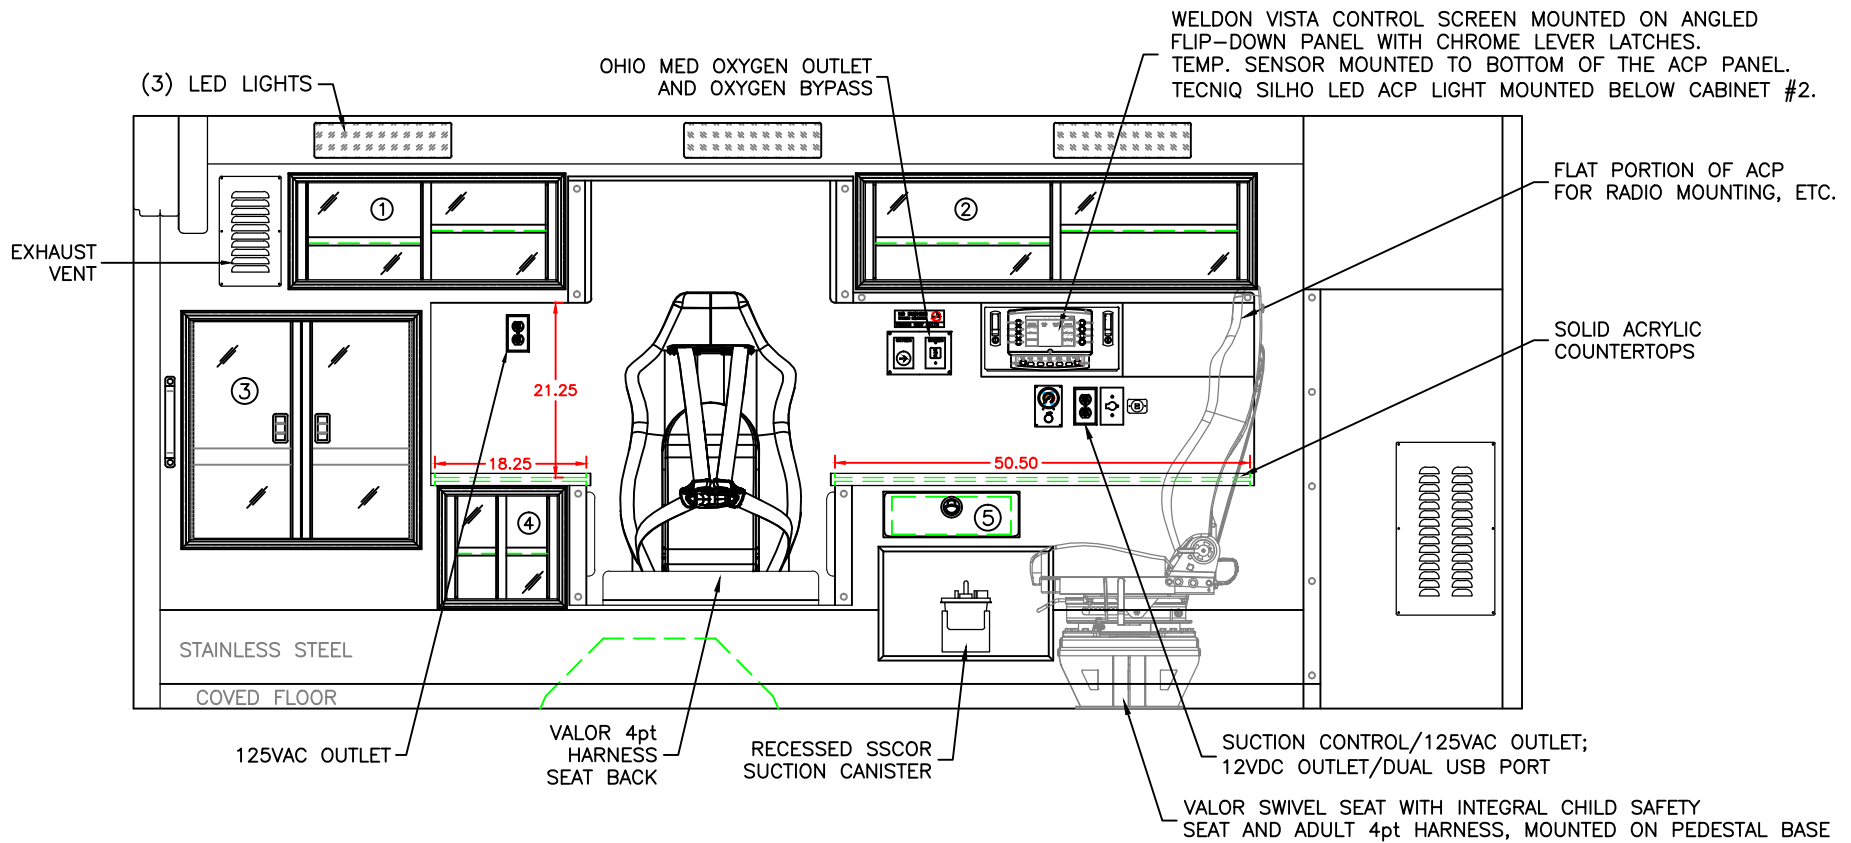 WELDON VISTA CONTROL SCREEN MOUNTED ON ANGLED
FLIP-DOWN PANEL WITH CHROME LEVER LATCHES.
TEMP. SENSOR MOUNTED TO BOTTOM OF THE ACP PANEL.
TECNIQ SILHO LED ACP LIGHT MOUNTED BELOW CABINET #2.
OHIO MED OXYGEN OUTLET
AND OXYGEN BYPASS
(3) LED LIGHTS
FLAT PORTION OF ACP
FOR RADIO MOUNTING, ETC.
1
2
EXHAUST
VENT
SOLID ACRYLIC
COUNTERTOPS
3
21.25
18.25
50.50
4
5
STAINLESS STEEL
COVED FLOOR
125VAC OUTLET
VALOR 4pt
HARNESS
SEAT BACK
RECESSED SSCOR
SUCTION CANISTER
SUCTION CONTROL/125VAC OUTLET;
12VDC OUTLET/DUAL USB PORT
VALOR SWIVEL SEAT WITH INTEGRAL CHILD SAFETY
SEAT AND ADULT 4pt HARNESS, MOUNTED ON PEDESTAL BASE